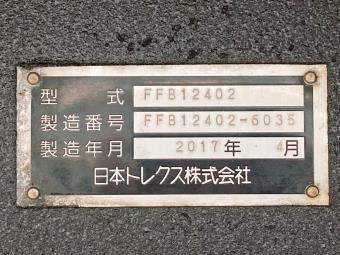 型式 FFB12402
製造番号 FFB12402-6035
製造年月 2017年 4月
日本トレクス株式会社